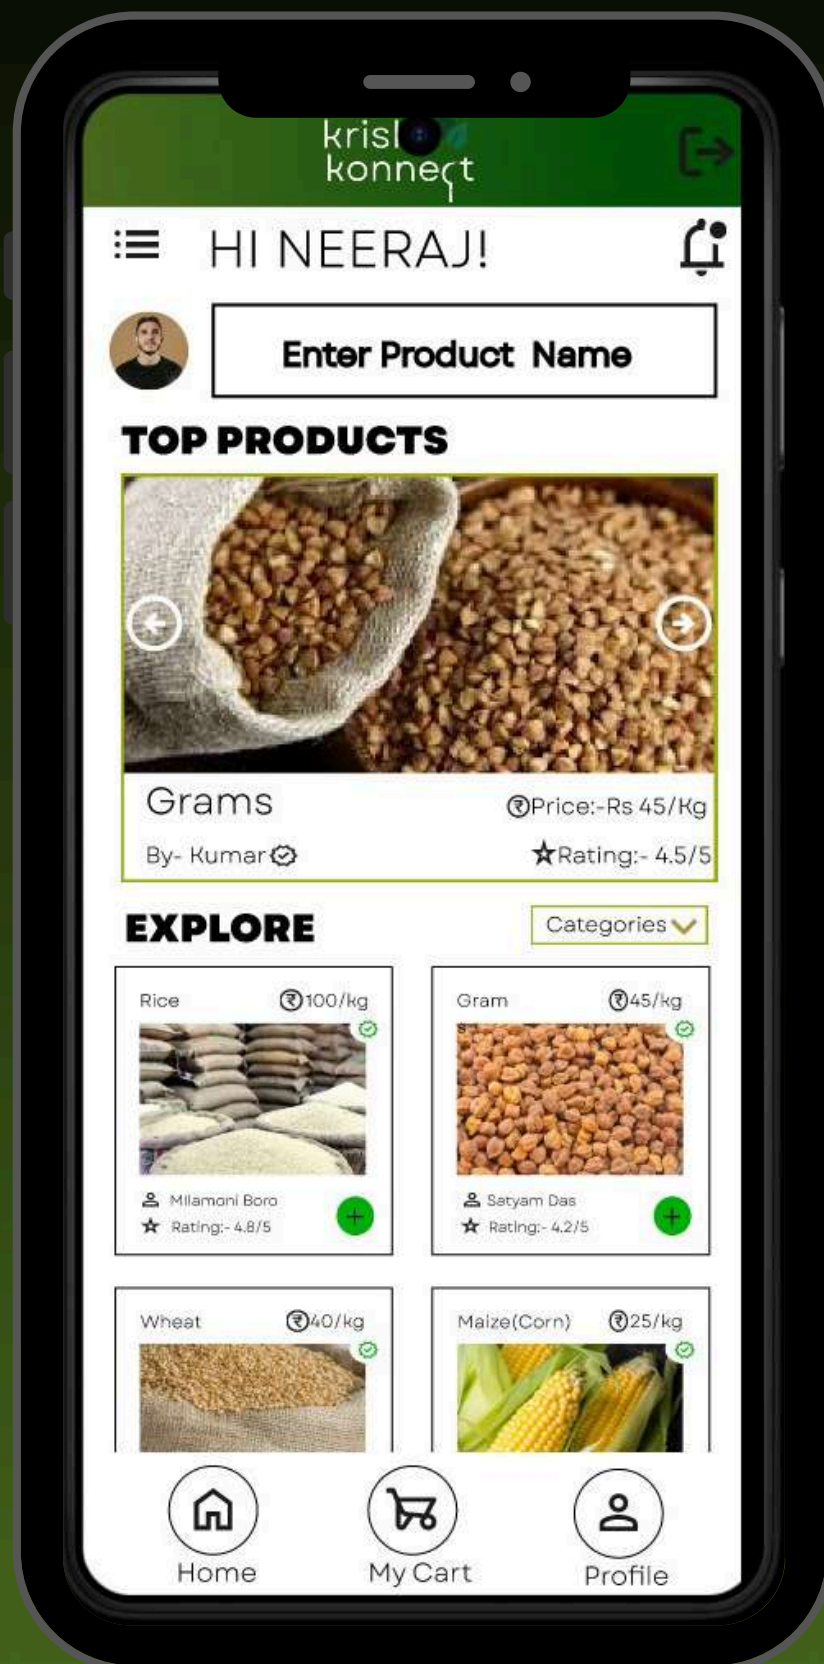 konnect
HI NEERAJ!
Enter Product Name
TOP PRODUCTS
Grams
₹Price:-Rs 45/Kg
By- Kumar
Rating:- 4.5/5
EXPLORE
Categories
Rice ₹100/kg
Gram ₹45/kg
s
Milamoni Boro
Rating:- 4.8/5
Satyam Das
Rating:- 4.2/5
Wheat ₹40/kg
Maize(Corn) ₹25/kg
Home
My Cart
Profile